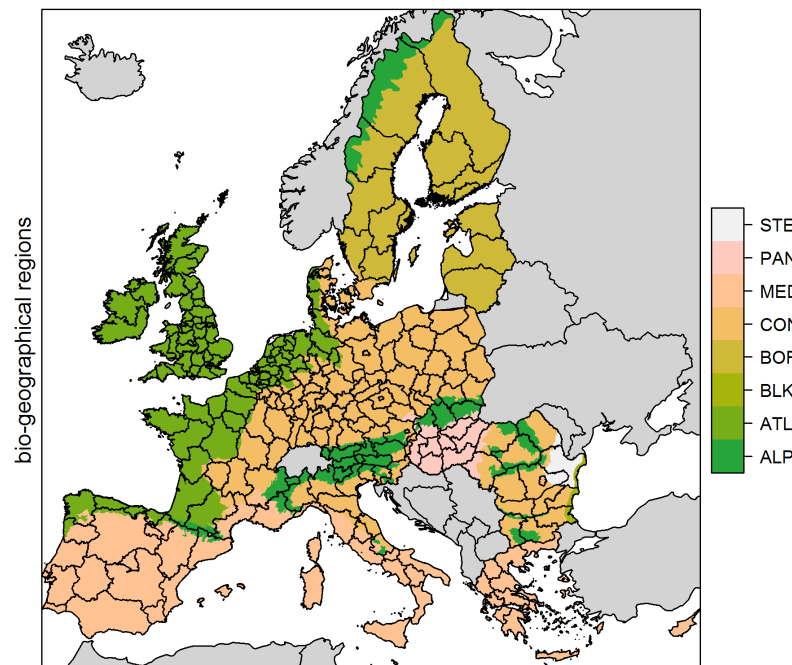 bio-geographical regions
STE
PAN
MED
CON
BOR
BLK
ATL
ALP